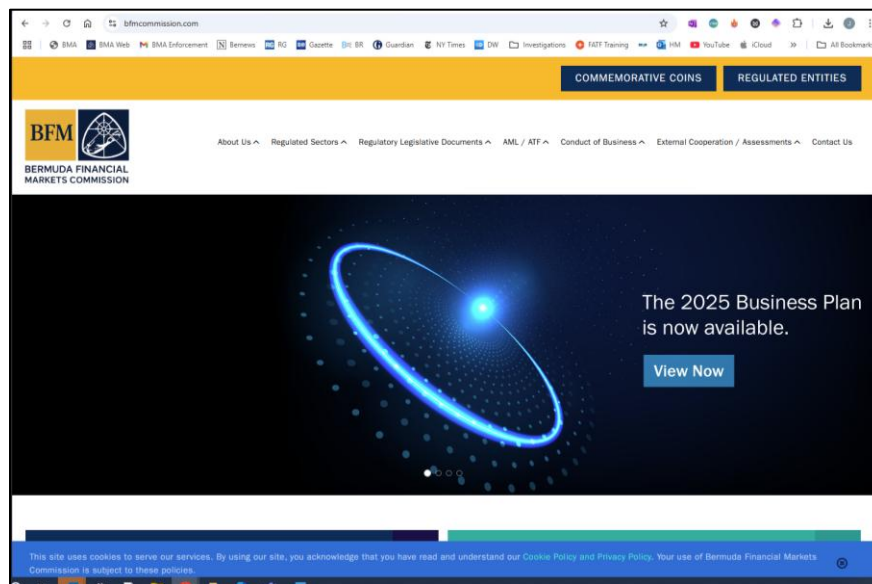 bfmcommission.com
BMA BMA Web BMA Enforcement Bernews RG Gazette BR Guardian NY Times DW Investigations FATF Training HM YouTube iCloud » All Bookmark
COMMEMORATIVE COINS REGULATED ENTITIES
BFM
BERMUDA FINANCIAL
MARKETS COMMISSION
About Us Regulated Sectors Regulatory Legislative Documents AML / ATF Conduct of Business External Cooperation / Assessments Contact Us
The 2025 Business Plan
is now available.
View Now
This site uses cookies to serve our services. By using our site, you acknowledge that you have read and understand our Cookie Policy and Privacy Policy. Your use of Bermuda Financial Markets
Commission is subject to these policies.